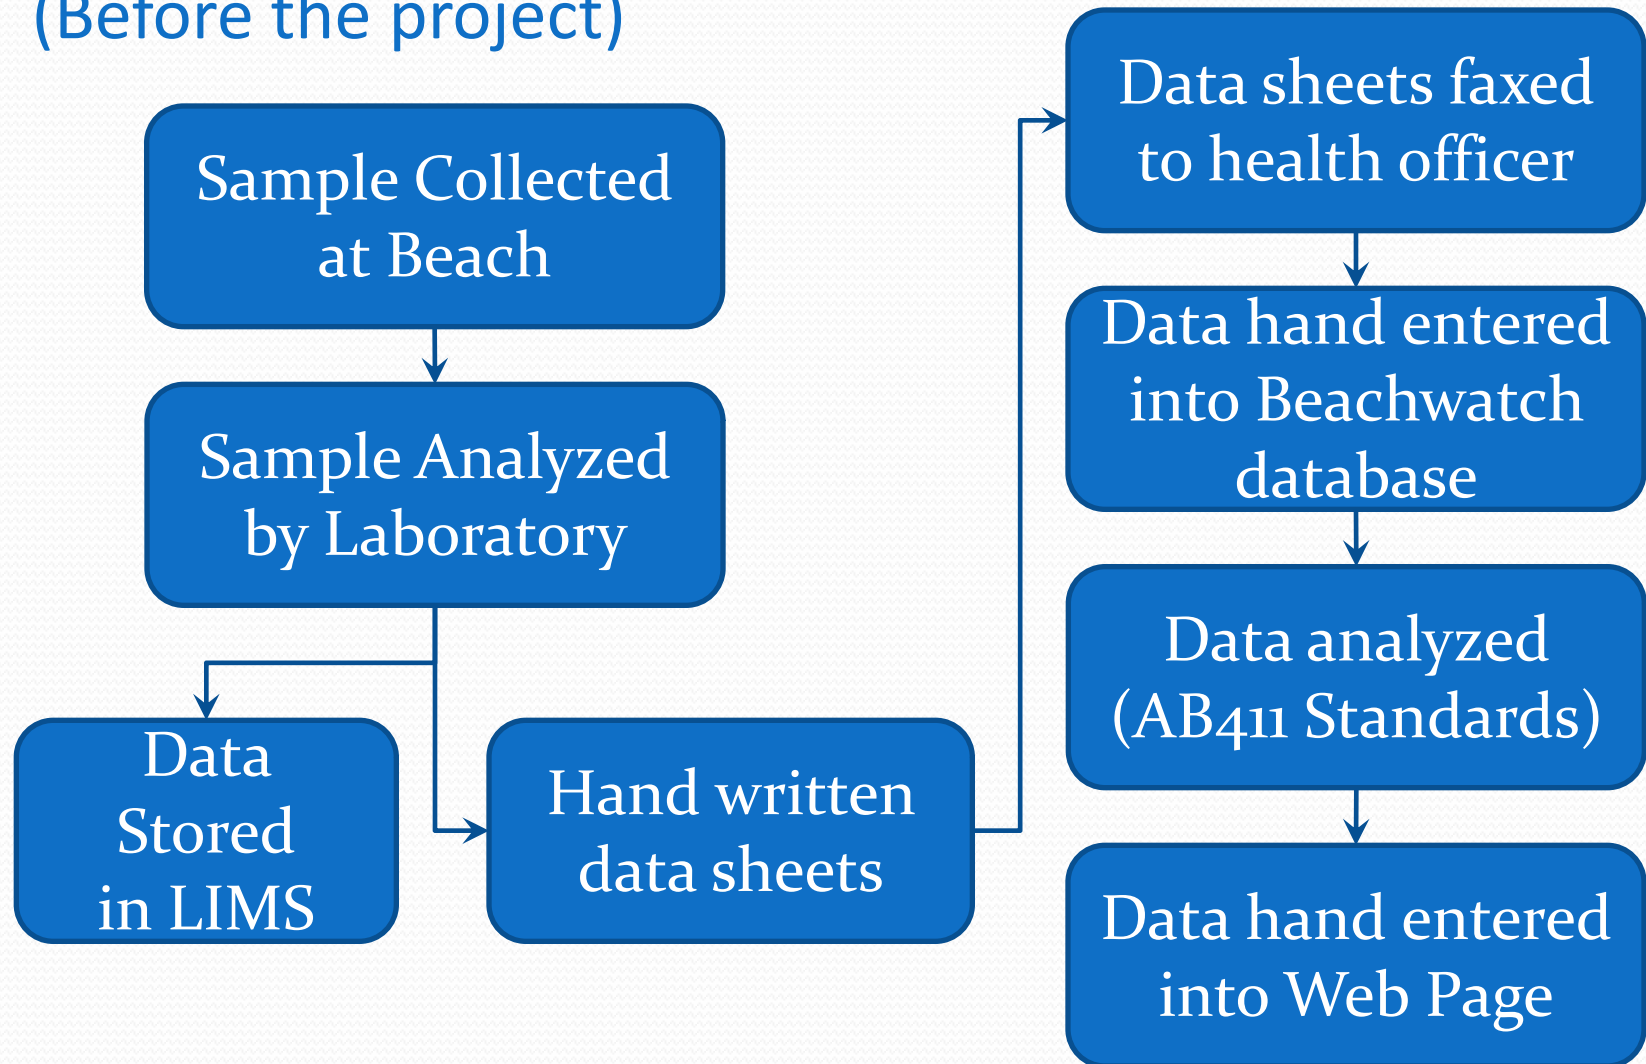 (Before the project)
Sample Collected
at Beach
Sample Analyzed
by Laboratory
Data
Stored
in LIMS
Hand written
data sheets
Data sheets faxed
to health officer
Data hand entered
into Beachwatch
database
Data analyzed
(AB411 Standards)
Data hand entered
into Web Page